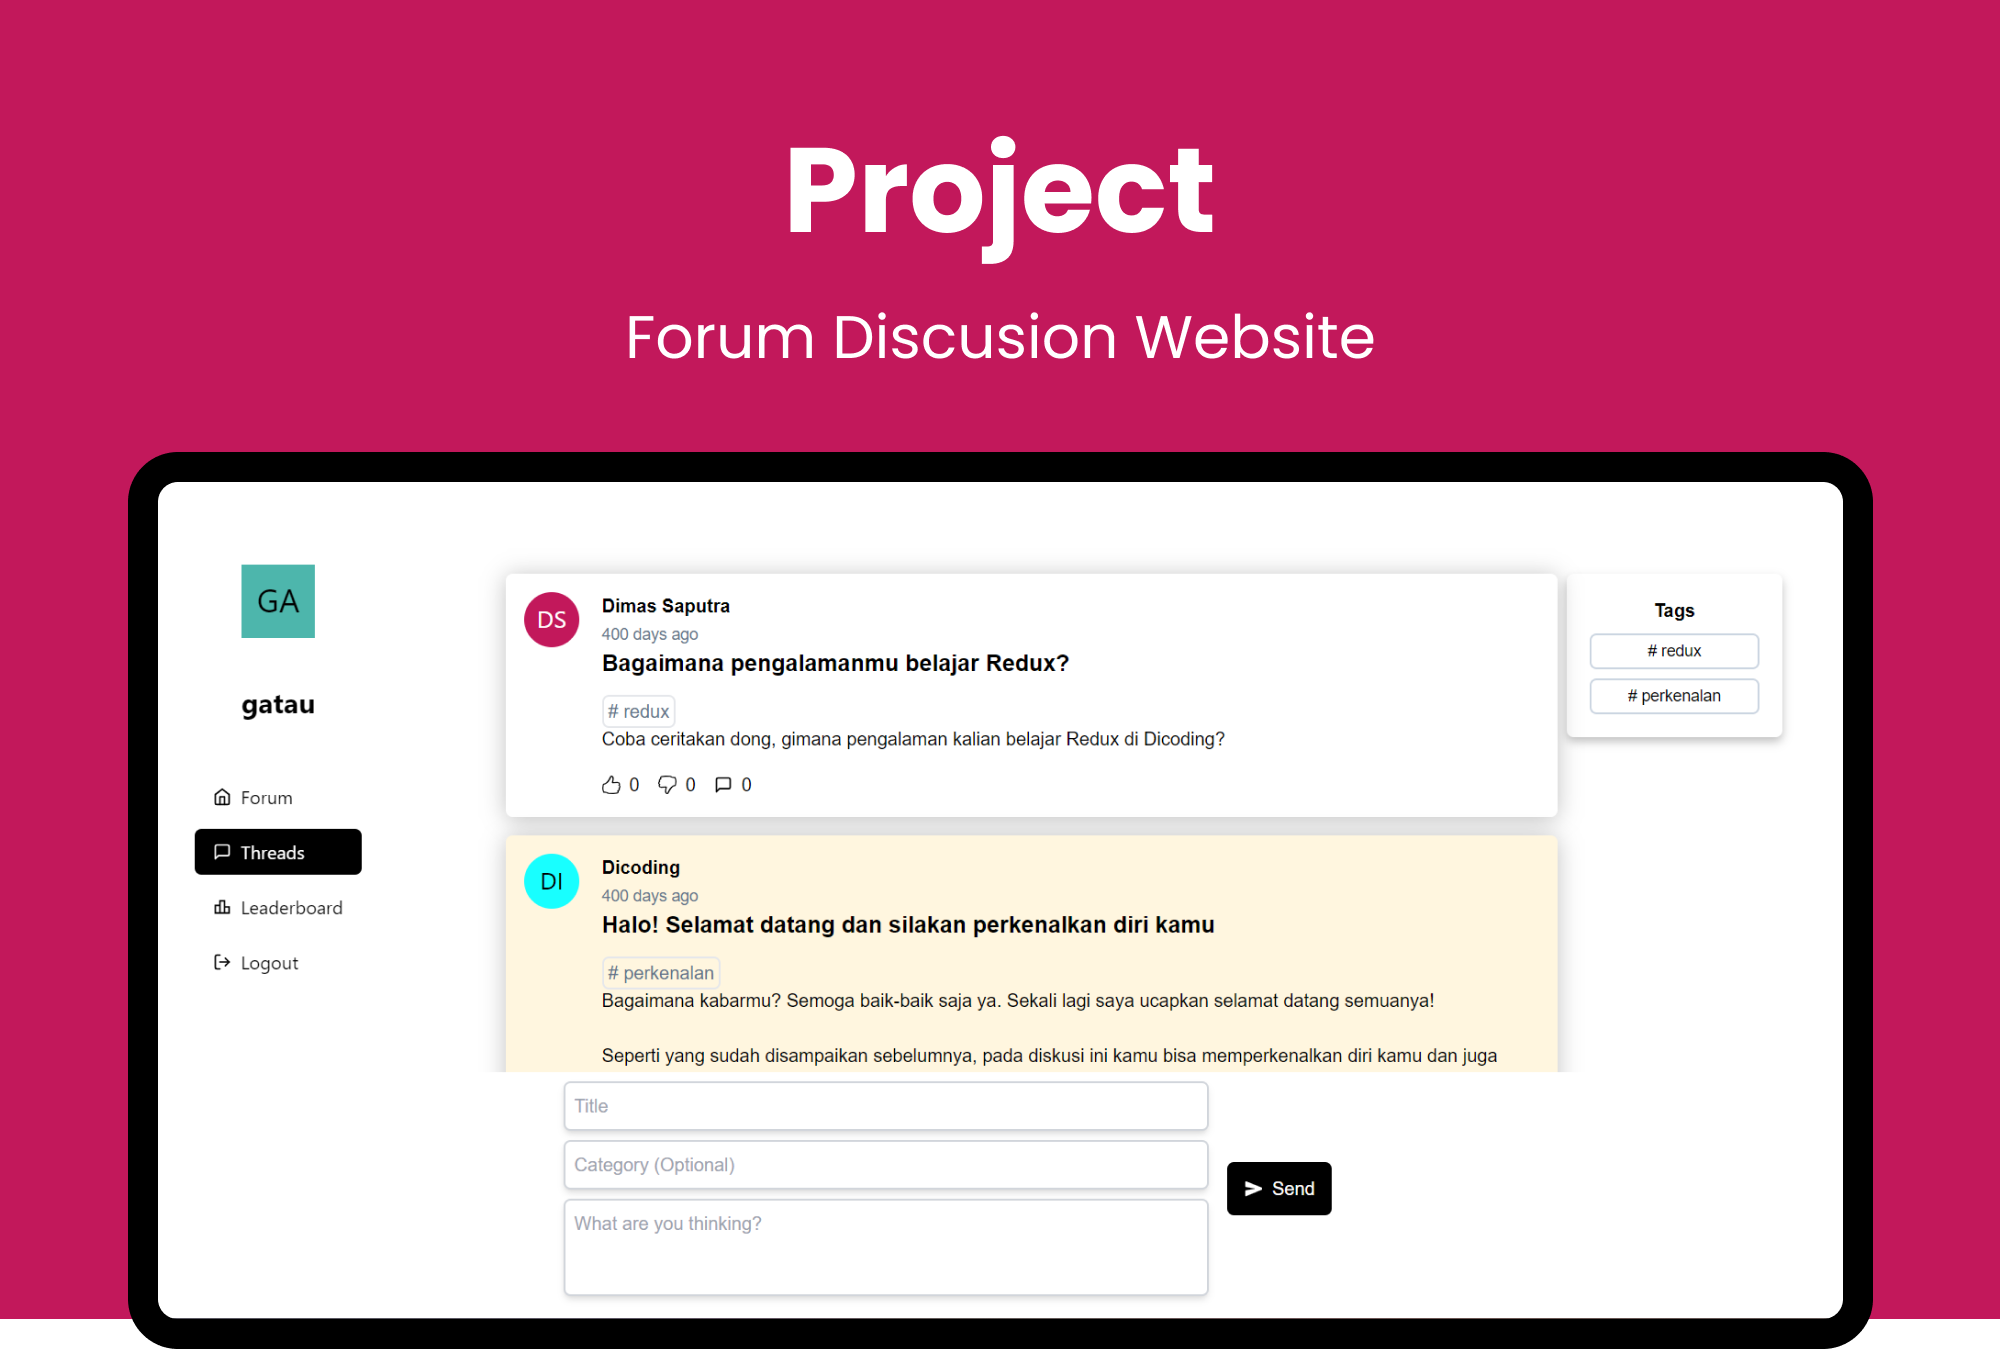 Project
Forum Discusion Website
GA
gatau
Forum
Threads
Leaderboard
Logout
DS
Dimas Saputra
400 days ago
Bagaimana pengalamanmu belajar Redux?
# redux
Coba ceritakan dong, gimana pengalaman kalian belajar Redux di Dicoding?
0 0 0
DI
Dicoding
400 days ago
Halo! Selamat datang dan silakan perkenalkan diri kamu
# perkenalan
Bagaimana kabarmu? Semoga baik-baik saja ya. Sekali lagi saya ucapkan selamat datang semuanya!
Seperti yang sudah disampaikan sebelumnya, pada diskusi ini kamu bisa memperkenalkan diri kamu dan juga
Tags
# redux
# perkenalan
Title
Category (Optional)
What are you thinking?
Send